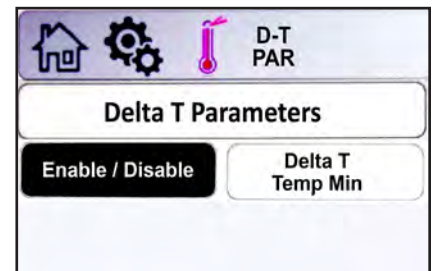 D-T
PAR
Delta T Parameters
Enable / Disable
Delta T
Temp Min